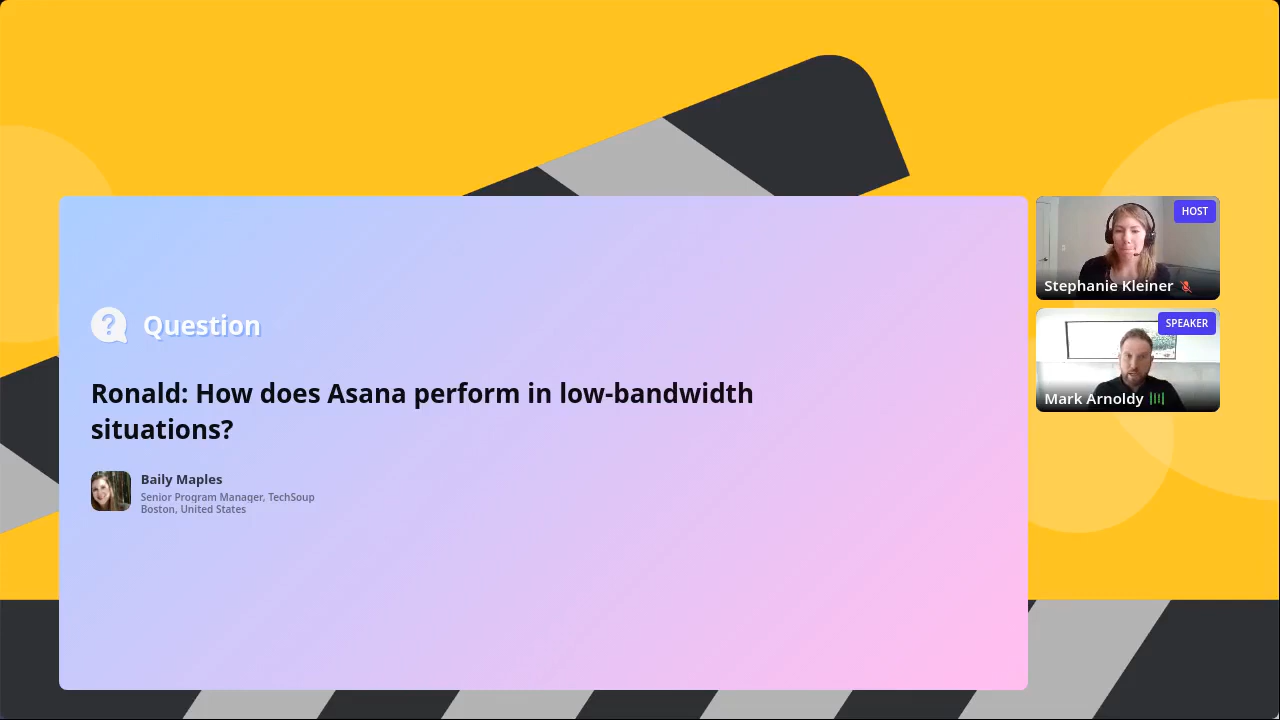 Question
Ronald: How does Asana perform in low-bandwidth
situations?
Baily Maples
Senior Program Manager, TechSoup
Boston, United States
HOST
Stephanie Kleiner
SPEAKER
Mark Arnoldy